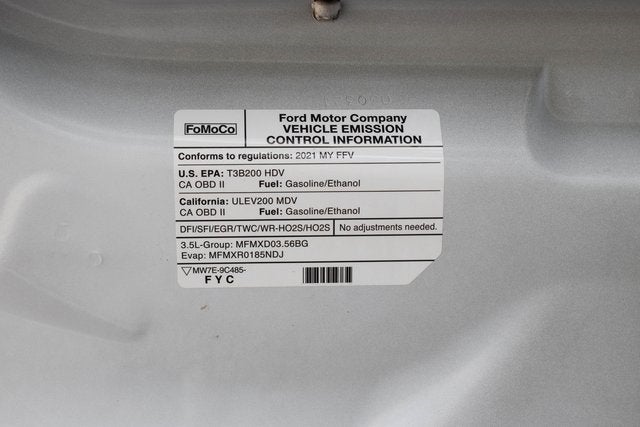 FoMoCo
Ford Motor Company
VEHICLE EMISSION
CONTROL INFORMATION
Conforms to regulations: 2021 MY FFV
U.S. EPA: T3B200 HDV
CA OBD II Fuel: Gasoline/Ethanol
California: ULEV200 MDV
CA OBD II Fuel: Gasoline/Ethanol
DFI/SFI/EGR/TWC/WR-HO2S/HO2S No adjustments needed.
3.5L-Group: MFMXD03.56BG
Evap: MFMXR0185NDJ
MW7E-9C485-
F Y C